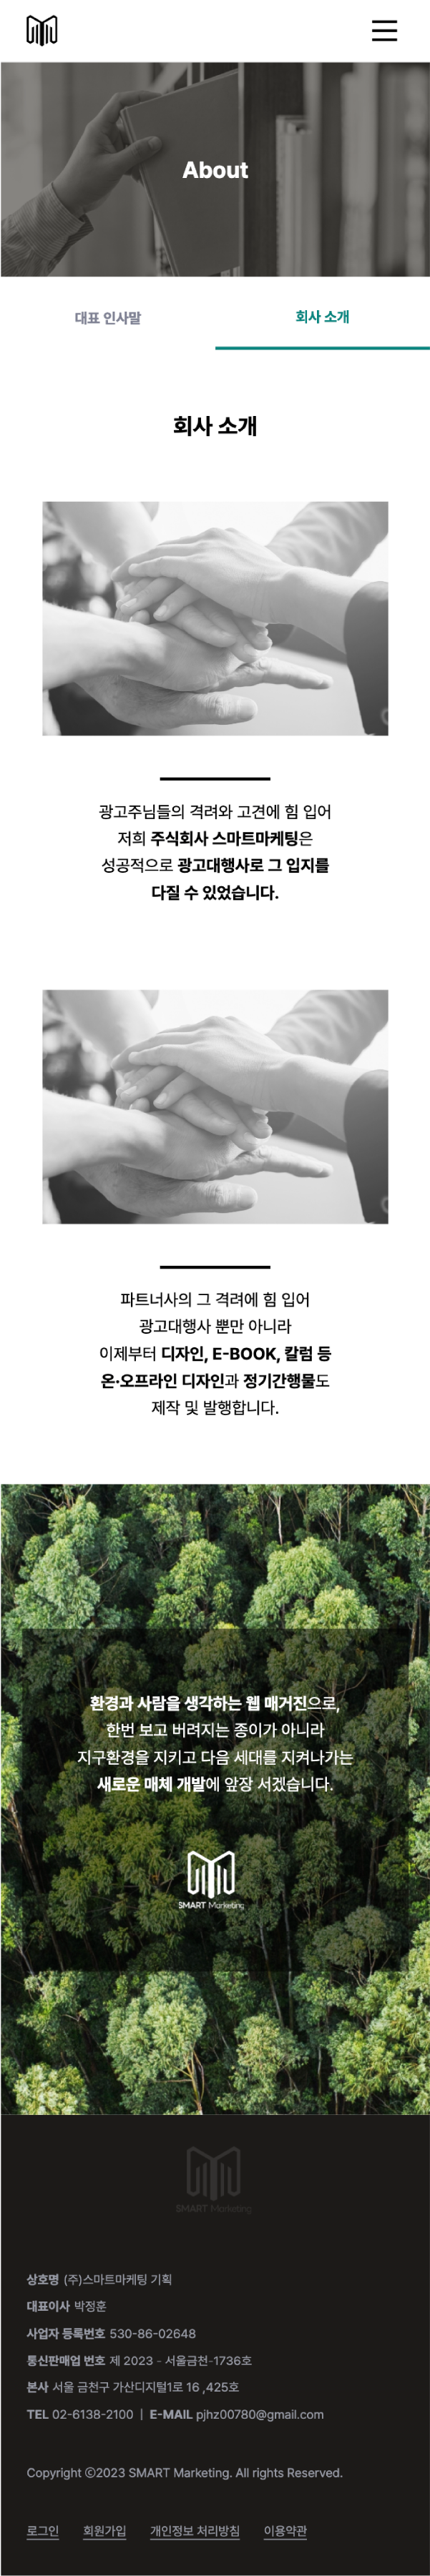 About
대표 인사말
회사 소개
회사 소개
광고주님들의 격려와 고견에 힘 입어
저희 주식회사 스마트마케팅은
성공적으로 광고대행사로 그 입지를
다질 수 있었습니다.
파트너사의 그 격려에 힘 입어
광고대행사 뿐만 아니라
이제부터 디자인, E-BOOK, 칼럼 등
온·오프라인 디자인과 정기간행물도
제작 및 발행합니다.
환경과 사람을 생각하는 웹 매거진으로,
한번 보고 버려지는 종이가 아니라
지구환경을 지키고 다음 세대를 지켜나가는
새로운 매체 개발에 앞장 서겠습니다.
SMART Marketing
SMART Marketing
상호명 (주)스마트마케팅 기획
대표이사 박정훈
사업자 등록번호 530-86-02648
통신판매업 번호 제 2023 - 서울금천-1736호
본사 서울 금천구 가산디지털1로 16 ,425호
TEL 02-6138-2100 | E-MAIL pjhz00780@gmail.com
Copyright ©2023 SMART Marketing. All rights Reserved.
로그인 회원가입 개인정보 처리방침 이용약관